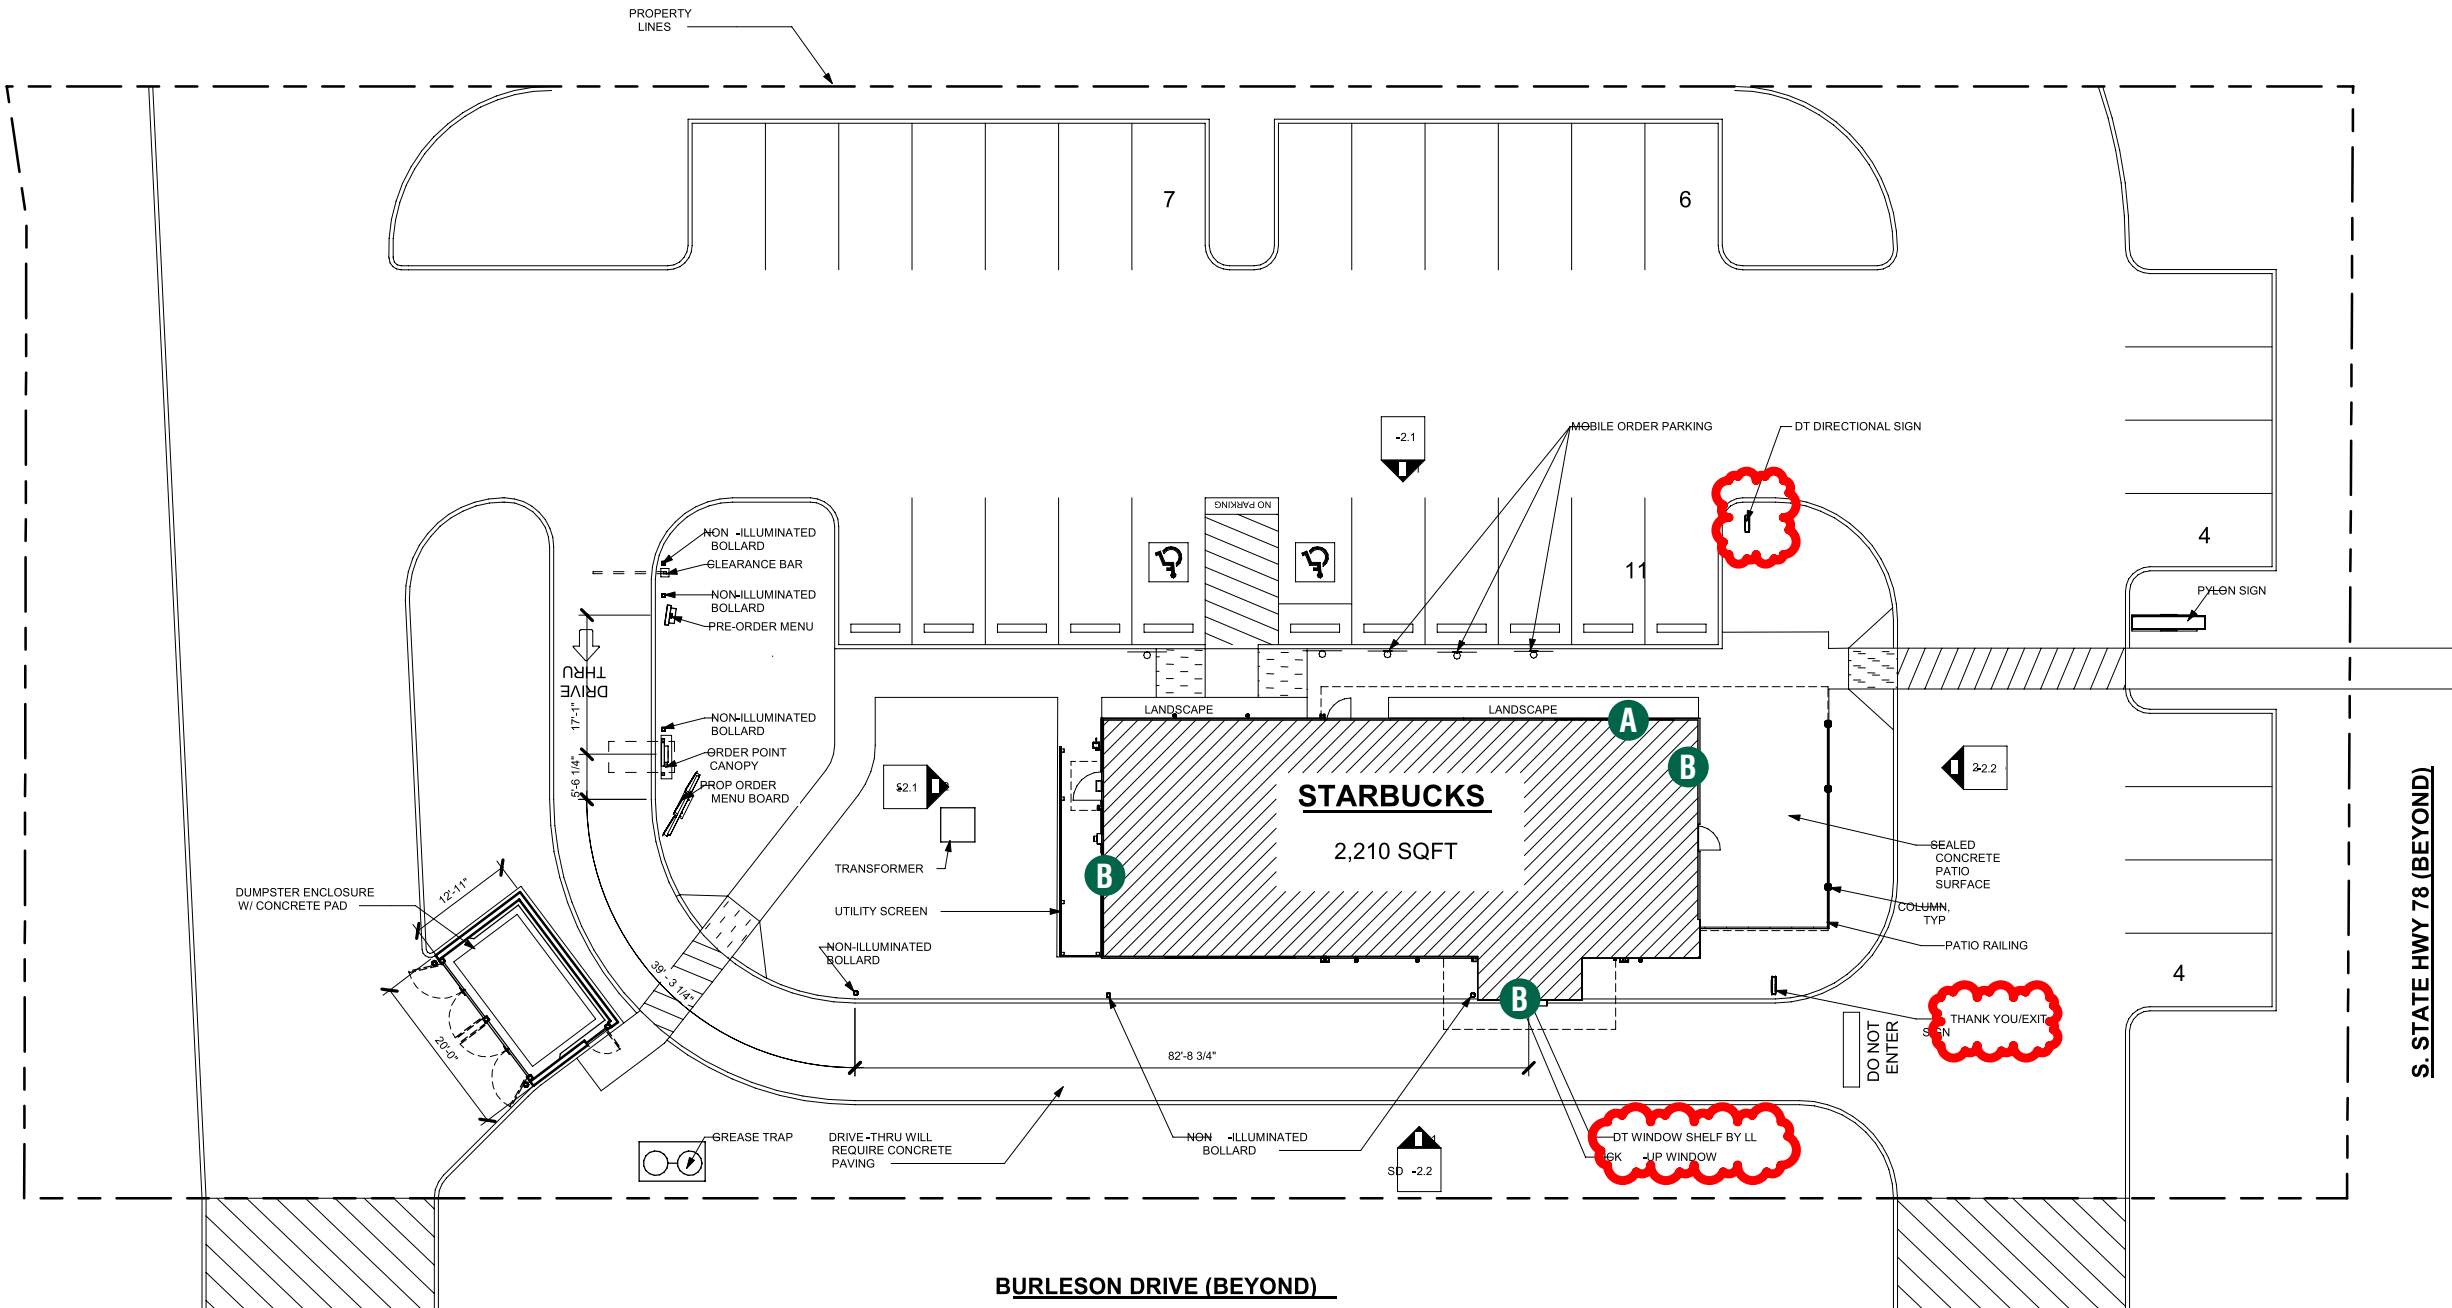 PROPERTY
LINES
7
6
-2.1
MOBILE ORDER PARKING
DT DIRECTIONAL SIGN
NO PARKING
NON -ILLUMINATED
BOLLARD
CLEARANCE BAR
NON-ILLUMINATED
BOLLARD
PRE-ORDER MENU
11
4
PYLON SIGN
DRIVE
THRU
17'-1"
5'-6 1/4"
NON-ILLUMINATED
BOLLARD
ORDER POINT
CANOPY
PROP ORDER
MENU BOARD
LANDSCAPE
LANDSCAPE
A
B
2-2.2
S2.1
STARBUCKS
2,210 SQFT
TRANSFORMER
UTILITY SCREEN
B
SEALED
CONCRETE
PATIO
SURFACE
COLUMN,
TYP
PATIO RAILING
DUMPSTER ENCLOSURE
W/ CONCRETE PAD
12'-11"
20'-0"
39' - 3 1/4"
NON-ILLUMINATED
BOLLARD
B
THANK YOU/EXIT
DO NOT
ENTER
4
82'-8 3/4"
GREASE TRAP
DRIVE-THRU WILL
REQUIRE CONCRETE
PAVING
NON -ILLUMINATED
BOLLARD
SD -2.2
DT WINDOW SHELF BY LL
-UP WINDOW
S. STATE HWY 78 (BEYOND)
BURLESON DRIVE (BEYOND)